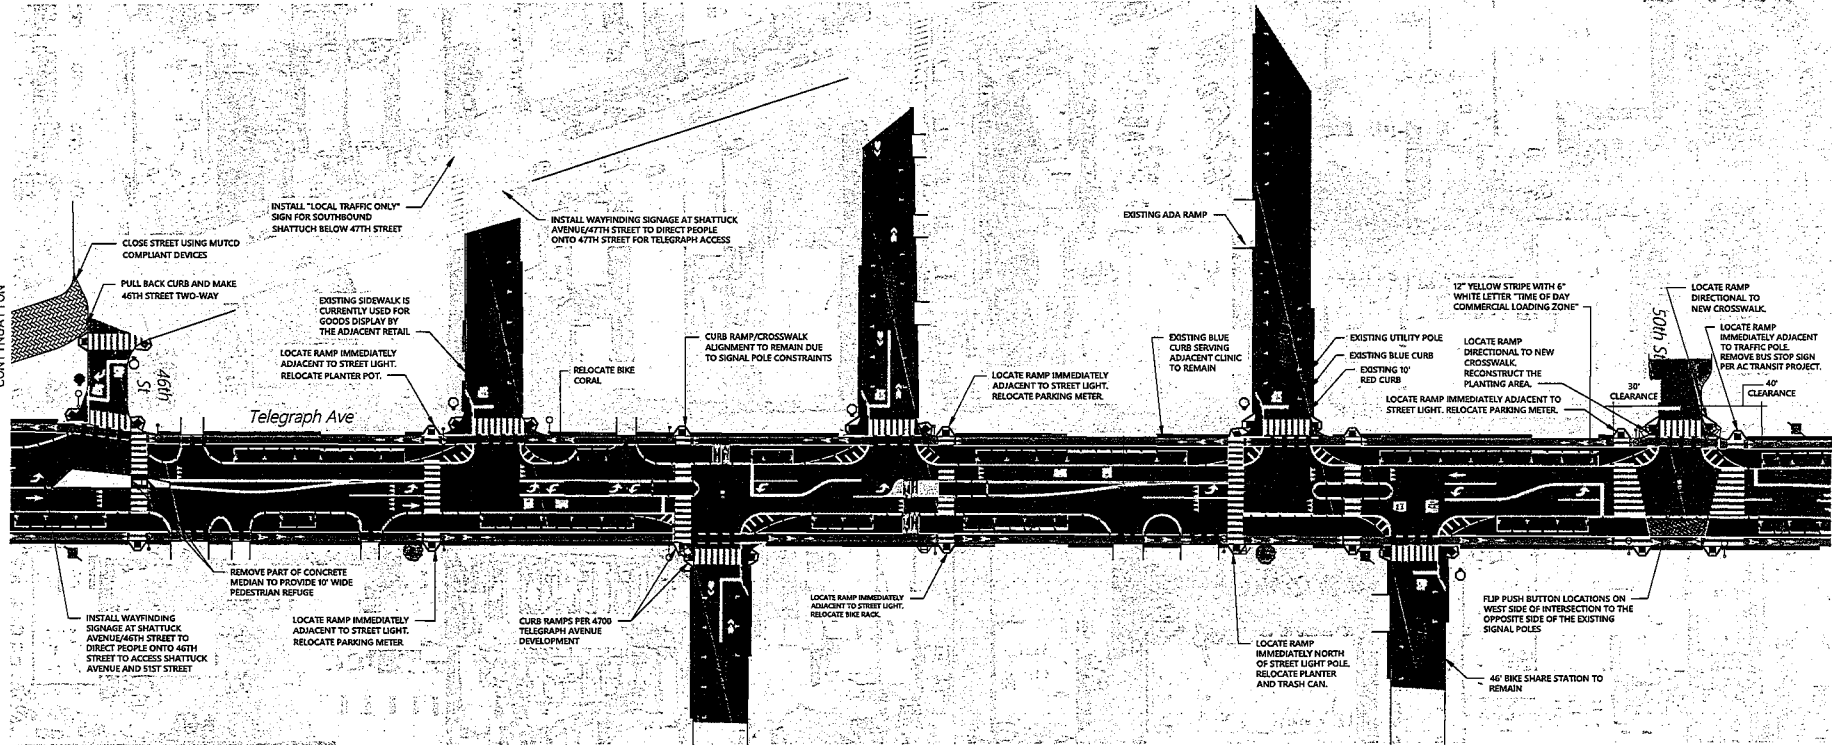 INSTALL "LOCAL TRAFFIC ONLY"
SIGN FOR SOUTHBOUND
SHATTUCH BELOW 47TH STREET
INSTALL WAYFINDING SIGNAGE AT SHATTUCK
AVENUE/47TH STREET TO DIRECT PEOPLE
ONTO 47TH STREET FOR TELEGRAPH ACCESS
EXISTING ADA RAMP
CLOSE STREET USING MUTCD
COMPLIANT DEVICES
PULL BACK CURB AND MAKE
46TH STREET TWO-WAY
CONTINUATION
EXISTING SIDEWALK IS
CURRENTLY USED FOR
GOODS DISPLAY BY
THE ADJACENT RETAIL
LOCATE RAMP IMMEDIATELY
ADJACENT TO STREET LIGHT.
RELOCATE PLANTER POT.
RELOCATE BIKE
CORAL
CURB RAMP/CROSSWALK
ALIGNMENT TO REMAIN DUE
TO SIGNAL POLE CONSTRAINTS
LOCATE RAMP IMMEDIATELY
ADJACENT TO STREET LIGHT.
RELOCATE PARKING METER.
EXISTING BLUE
CURB SERVING
ADJACENT CLINIC
TO REMAIN
EXISTING UTILITY POLE
EXISTING BLUE CURB
EXISTING 10'
RED CURB
12" YELLOW STRIPE WITH 6"
WHITE LETTER "TIME OF DAY
COMMERCIAL LOADING ZONE"
LOCATE RAMP
DIRECTIONAL TO NEW
CROSSWALK.
RECONSTRUCT THE
PLANTING AREA.
LOCATE RAMP IMMEDIATELY ADJACENT TO
STREET LIGHT. RELOCATE PARKING METER.
30'
CLEARANCE
50th St
LOCATE RAMP
DIRECTIONAL TO
NEW CROSSWALK.
LOCATE RAMP
IMMEDIATELY ADJACENT
TO TRAFFIC POLE.
REMOVE BUS STOP SIGN
PER AC TRANSIT PROJECT.
40'
CLEARANCE
46th
St
Telegraph Ave
INSTALL WAYFINDING
SIGNAGE AT SHATTUCK
AVENUE/46TH STREET TO
DIRECT PEOPLE ONTO 46TH
STREET TO ACCESS SHATTUCK
AVENUE AND 51ST STREET
REMOVE PART OF CONCRETE
MEDIAN TO PROVIDE 10' WIDE
PEDESTRIAN REFUGE
LOCATE RAMP IMMEDIATELY
ADJACENT TO STREET LIGHT.
RELOCATE PARKING METER
CURB RAMPS PER 4700
TELEGRAPH AVENUE
DEVELOPMENT
LOCATE RAMP IMMEDIATELY
ADJACENT TO STREET LIGHT.
RELOCATE BIKE RACK.
LOCATE RAMP
IMMEDIATELY NORTH
OF STREET LIGHT POLE.
RELOCATE PLANTER
AND TRASH CAN.
FLIP PUSH BUTTON LOCATIONS ON
WEST SIDE OF INTERSECTION TO THE
OPPOSITE SIDE OF THE EXISTING
SIGNAL POLES
46' BIKE SHARE STATION TO
REMAIN